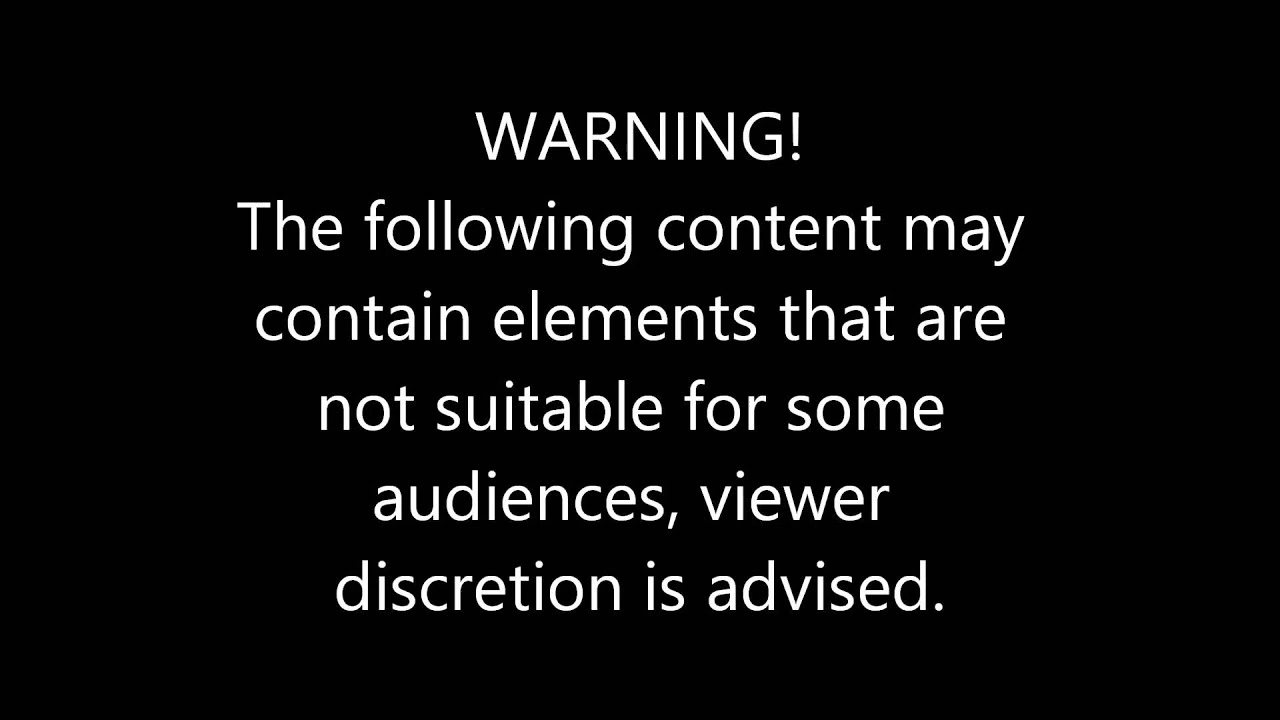 WARNING!
The following content may
contain elements that are
not suitable for some
audiences, viewer
discretion is advised.